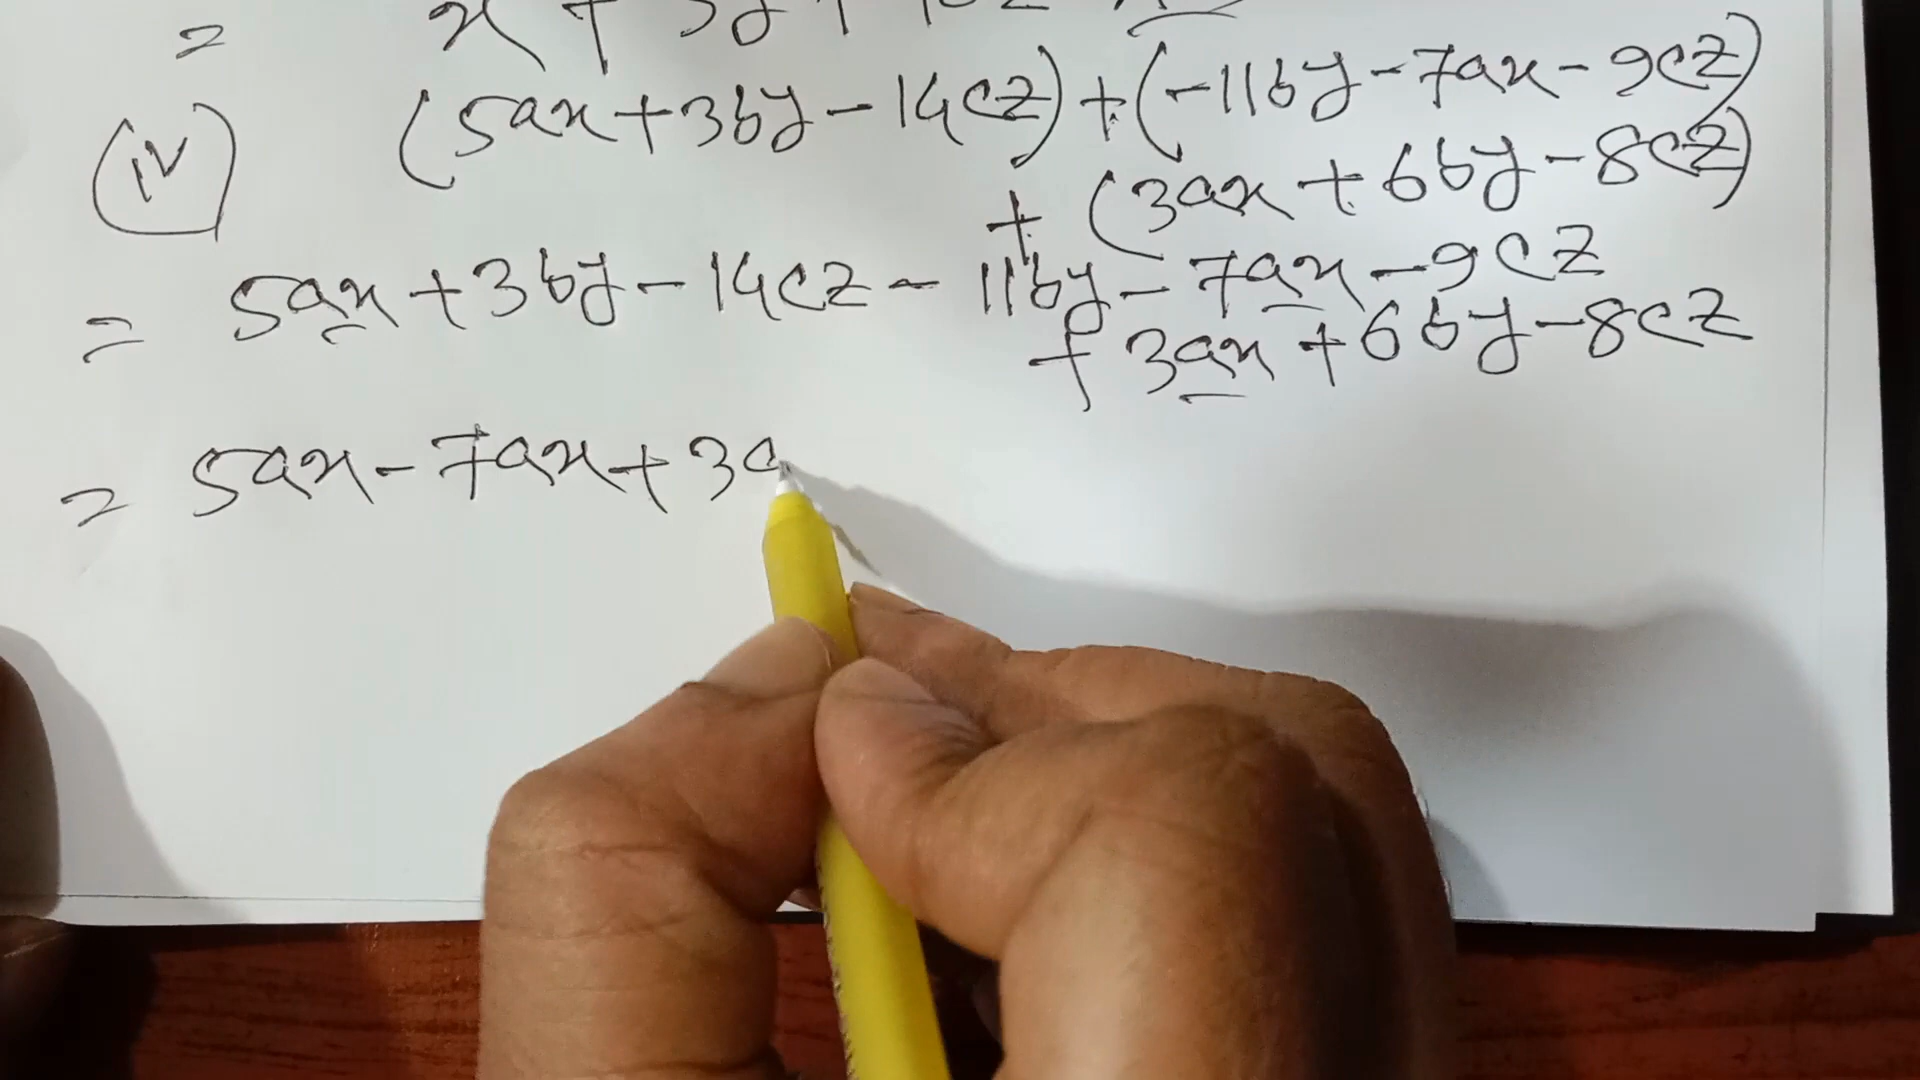 =
(iv) (5ax+3by-14cz)+(-11by-7ax-9cz)
+ (3ax+6by-8cz)
= 5ax+3by-14cz-11by-7ax-9cz
+3ax+6by-8cz
= 5ax-7ax+3a